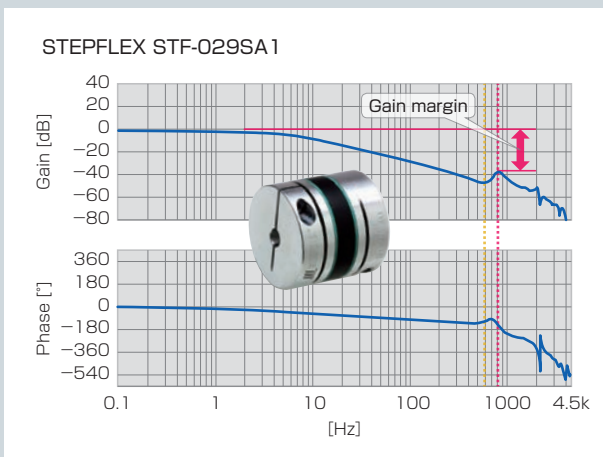 STEPFLEX STF-029SA1
40
20
0
−20
−40
−60
−80
Gain [dB]
Gain margin
360
180
0
−180
−360
−540
Phase [°]
0.1 1 10 100 1000 4.5k
[Hz]